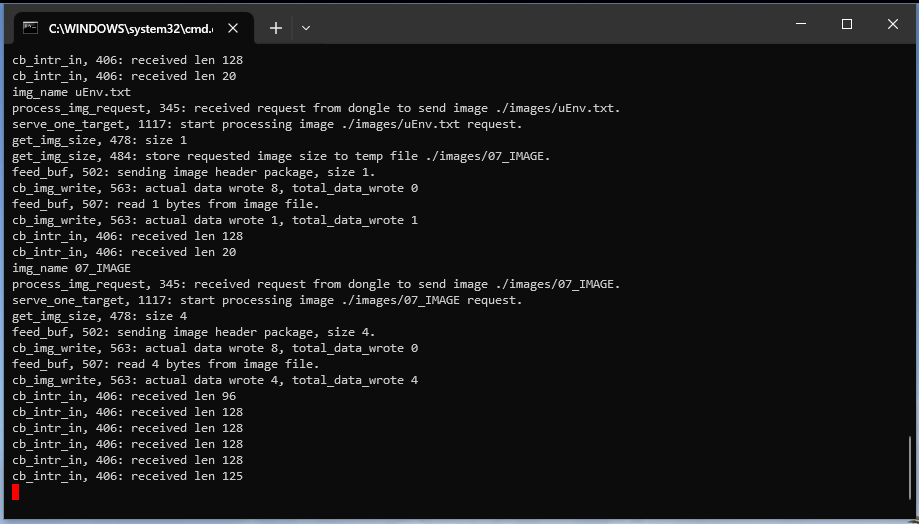 C:\WINDOWS\system32\cmd.
cb_intr_in, 406: received len 128
cb_intr_in, 406: received len 20
img_name uEnv.txt
process_img_request, 345: received request from dongle to send image ./images/uEnv.txt.
serve_one_target, 1117: start processing image ./images/uEnv.txt request.
get_img_size, 478: size 1
get_img_size, 484: store requested image size to temp file ./images/07_IMAGE.
feed_buf, 502: sending image header package, size 1.
cb_img_write, 563: actual data wrote 8, total_data_wrote 0
feed_buf, 507: read 1 bytes from image file.
cb_img_write, 563: actual data wrote 1, total_data_wrote 1
cb_intr_in, 406: received len 128
cb_intr_in, 406: received len 20
img_name 07_IMAGE
process_img_request, 345: received request from dongle to send image ./images/07_IMAGE.
serve_one_target, 1117: start processing image ./images/07_IMAGE request.
get_img_size, 478: size 4
feed_buf, 502: sending image header package, size 4.
cb_img_write, 563: actual data wrote 8, total_data_wrote 0
feed_buf, 507: read 4 bytes from image file.
cb_img_write, 563: actual data wrote 4, total_data_wrote 4
cb_intr_in, 406: received len 96
cb_intr_in, 406: received len 128
cb_intr_in, 406: received len 128
cb_intr_in, 406: received len 128
cb_intr_in, 406: received len 128
cb_intr_in, 406: received len 125